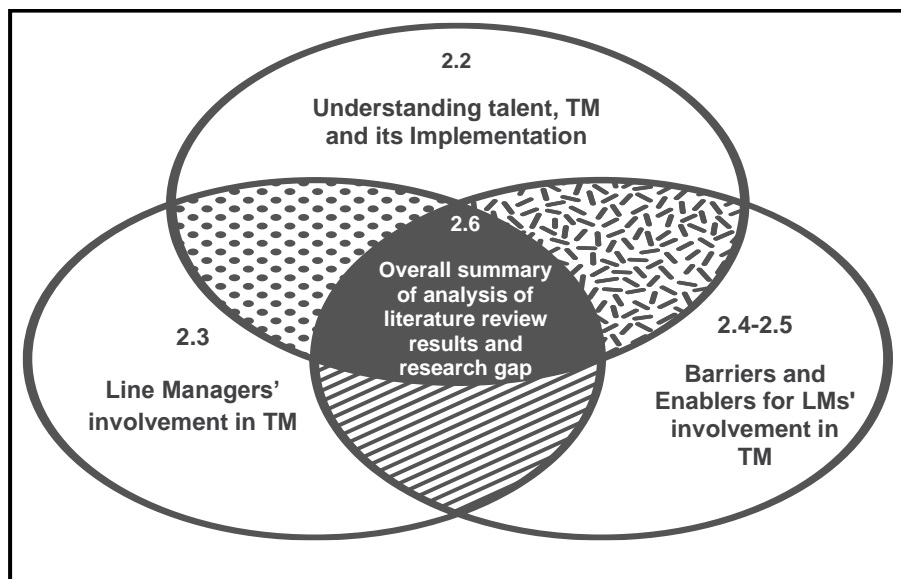 2.2
Understanding talent, TM
and its Implementation
2.6
Overall summary
of analysis of
literature review
results and
research gap
2.3
Line Managers’
involvement in TM
2.4-2.5
Barriers and
Enablers for LMs'
involvement in
TM